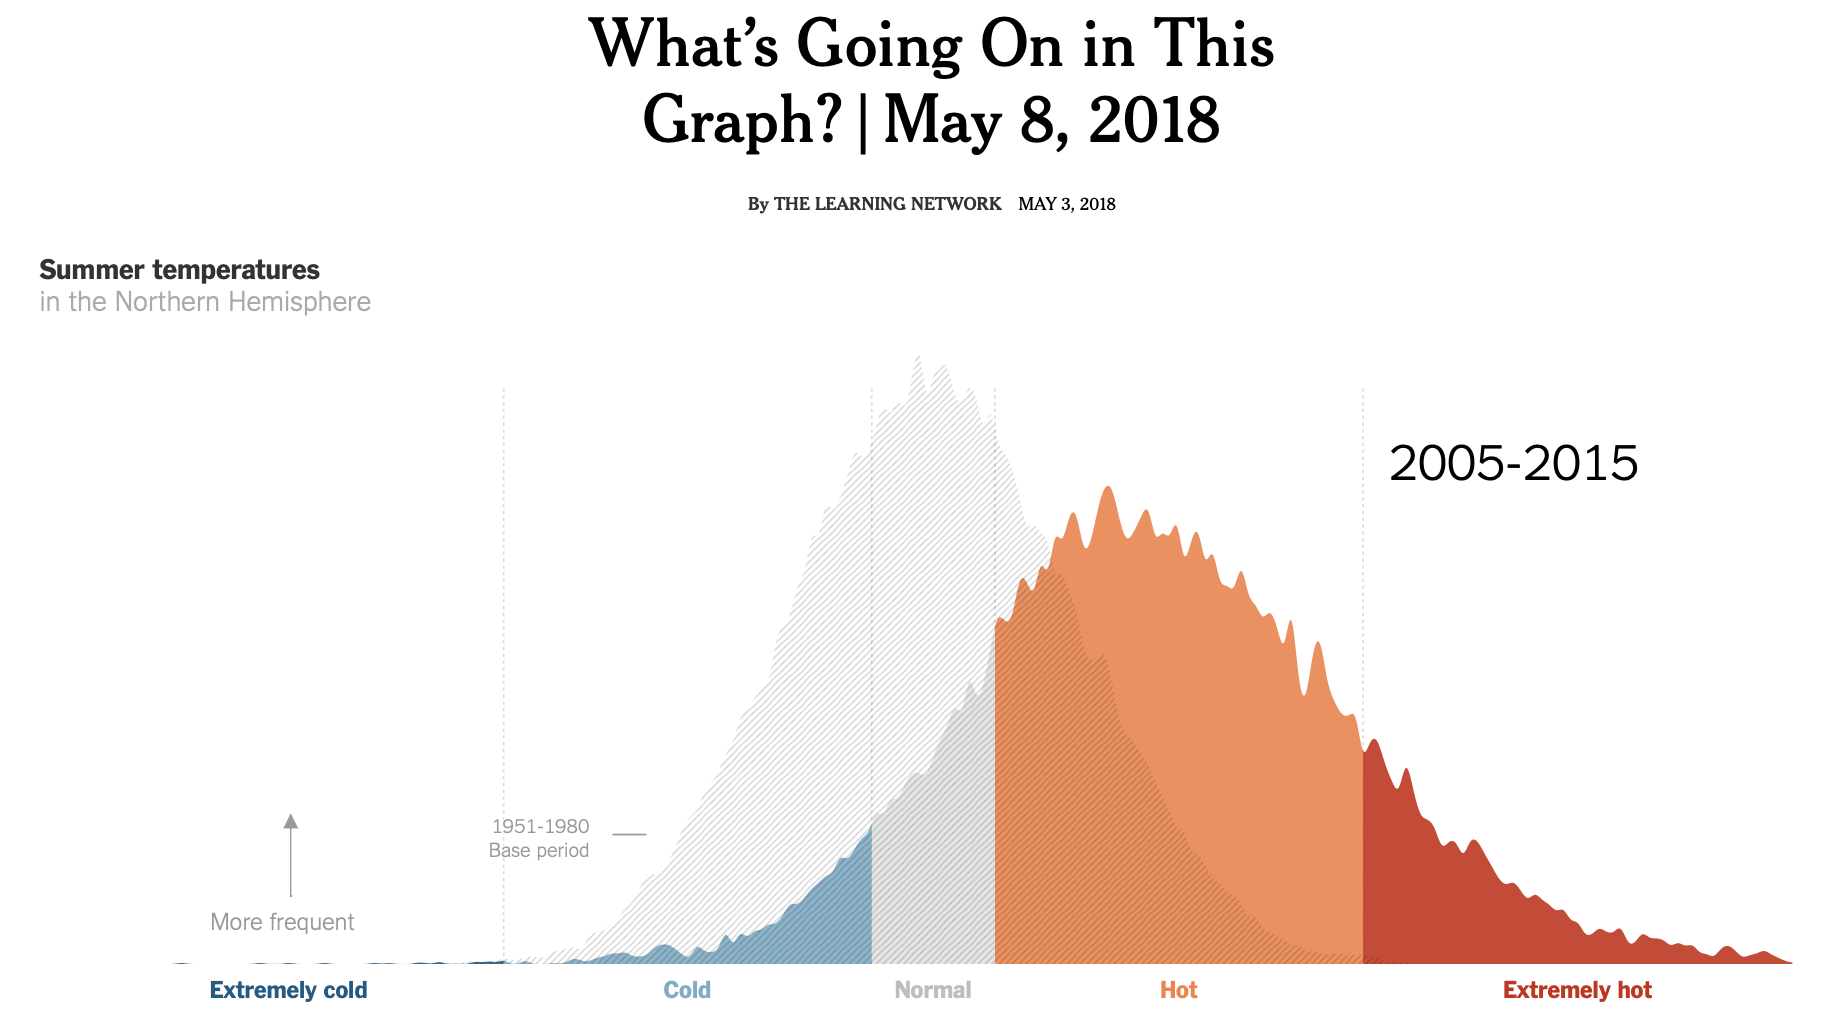 What’s Going On in This
Graph? | May 8, 2018
By THE LEARNING NETWORK MAY 3, 2018
Summer temperatures
in the Northern Hemisphere
2005-2015
1951-1980
Base period
More frequent
Extremely cold
Cold
Normal
Hot
Extremely hot